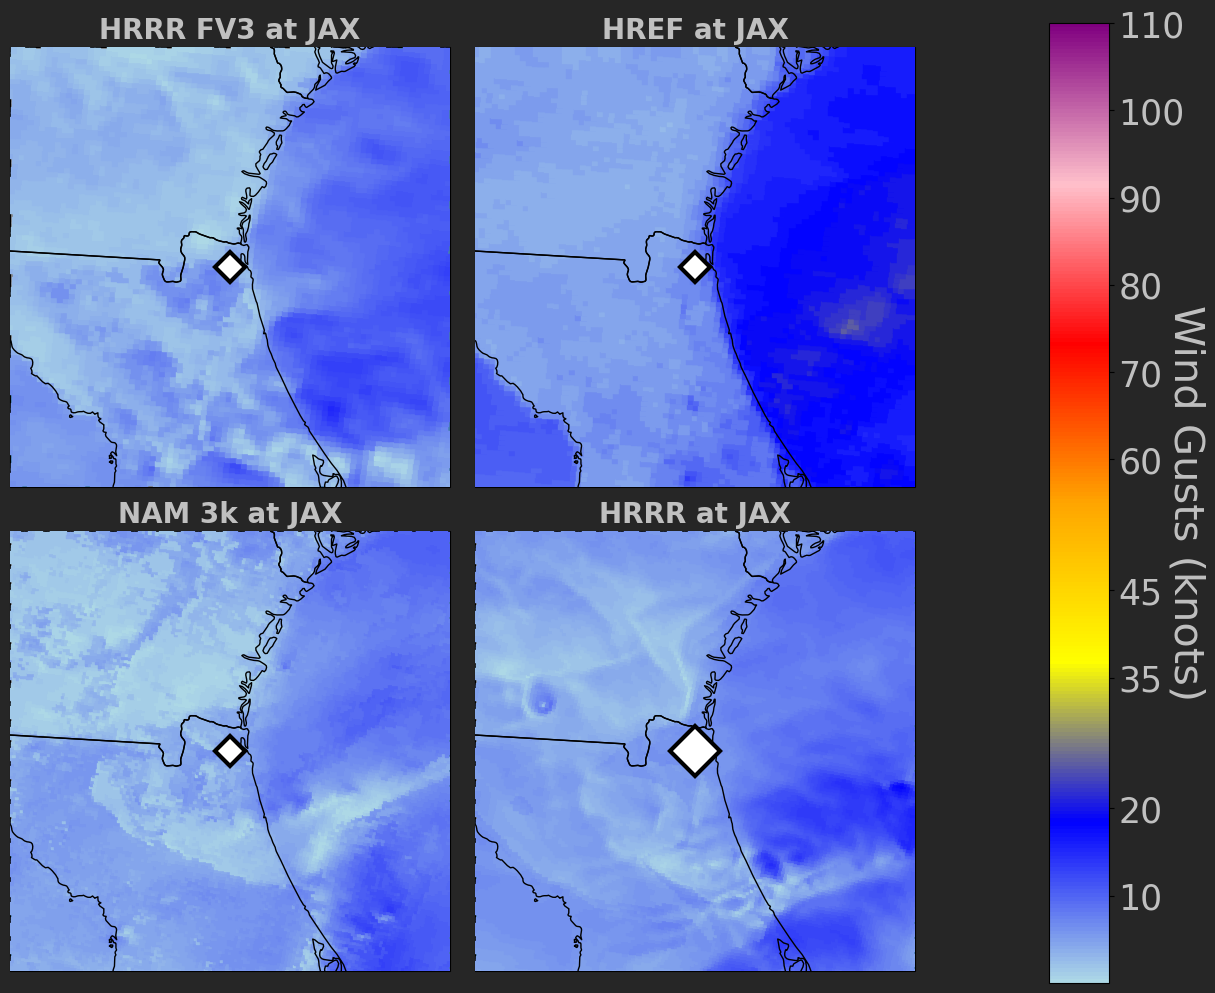 HRRR FV3 at JAX
HREF at JAX
NAM 3k at JAX
HRRR at JAX
110
100
90
80
70
60
45
35
20
10
Wind Gusts (knots)